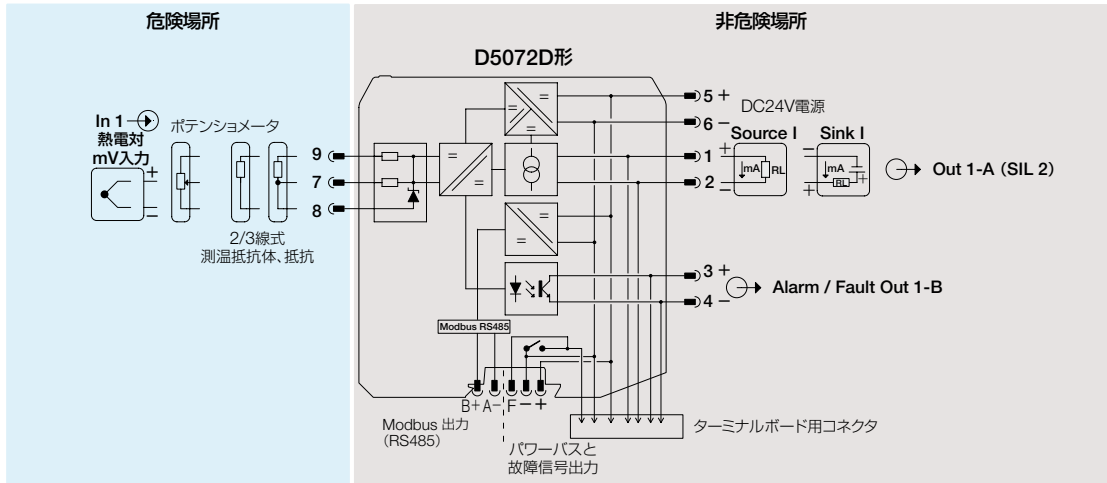 危険場所
非危険場所
D5072D形
In 1
熱電対
mV入力
+
−
ポテンショメータ
2/3線式
測温抵抗体、抵抗
9
7
8
5 +
6 −
DC24V電源
Source I
Sink I
1
2
+
−
mA
RL
−
+
mA
RL
+
Out 1-A (SIL 2)
3 +
4 −
Alarm / Fault Out 1-B
Modbus RS485
B+ A− F − +
Modbus 出力
(RS485)
パワーバスと
故障信号出力
ターミナルボード用コネクタ